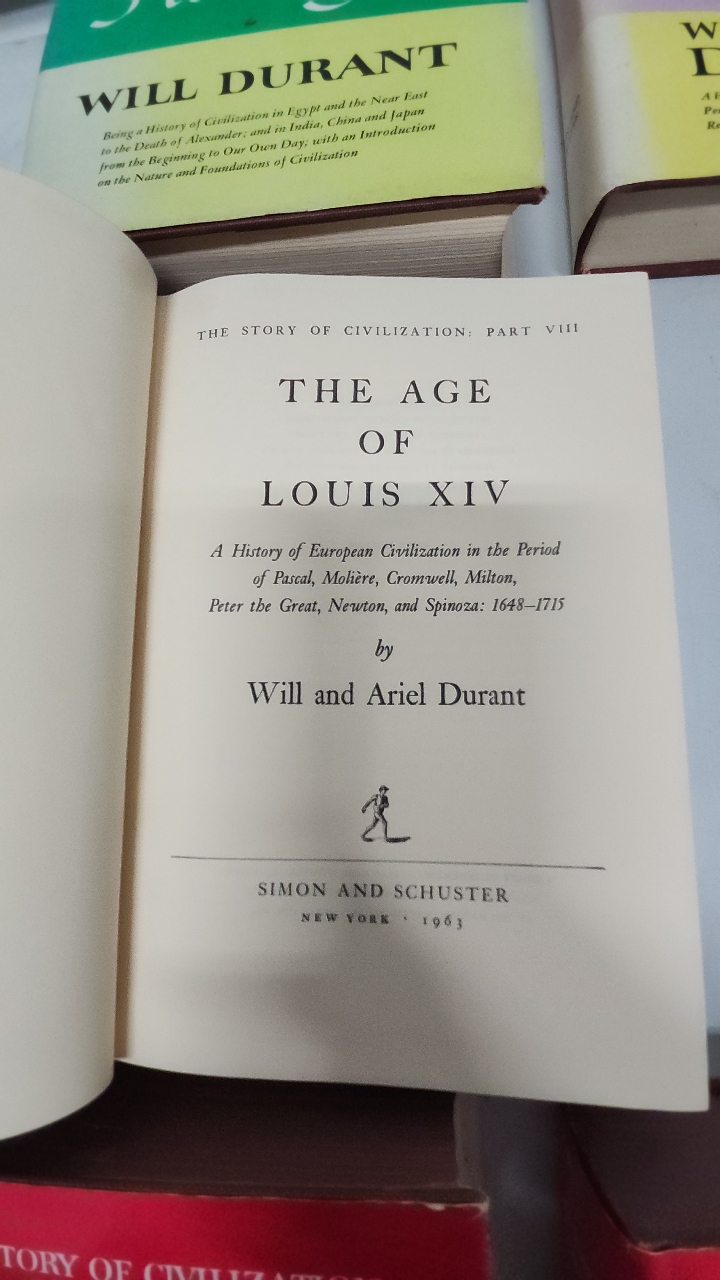 WILL DURANT
Being a History of Civilization in Egypt and the Near East
to the Death of Alexander; and in India, China and Japan
from the Beginning to Our Own Day; with an Introduction
on the Nature and Foundations of Civilization
THE STORY OF CIVILIZATION: PART VIII
THE AGE
OF
LOUIS XIV
A History of European Civilization in the Period
of Pascal, Molière, Cromwell, Milton,
Peter the Great, Newton, and Spinoza: 1648–1715
by
Will and Ariel Durant
SIMON AND SCHUSTER
NEW YORK · 1963
TORY OF CIVILIZATION